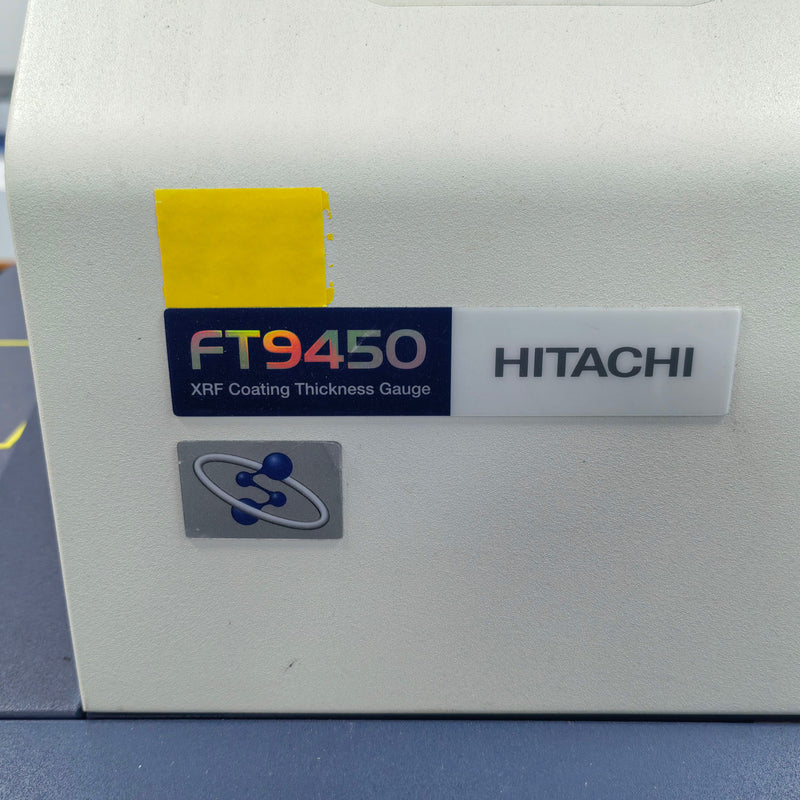 FT9450
XRF Coating Thickness Gauge
HITACHI